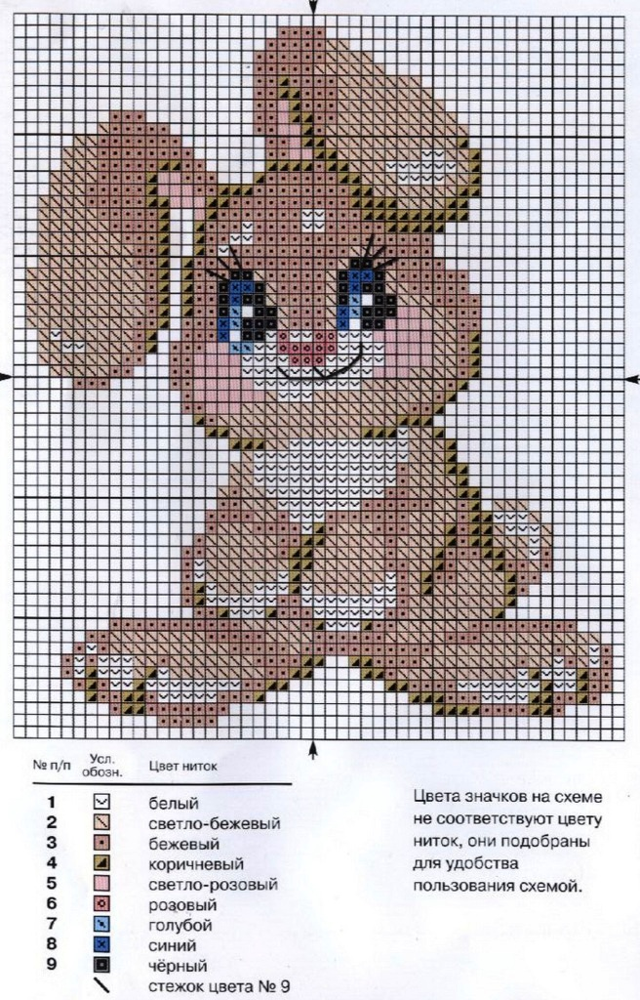 № п/п Усл. обозн. Цвет ниток
1 белый
2 светло-бежевый
3 бежевый
4 коричневый
5 светло-розовый
6 розовый
7 голубой
8 синий
9 чёрный
стежок цвета № 9
Цвета значков на схеме
не соответствуют цвету
ниток, они подобраны
для удобства
пользования схемой.